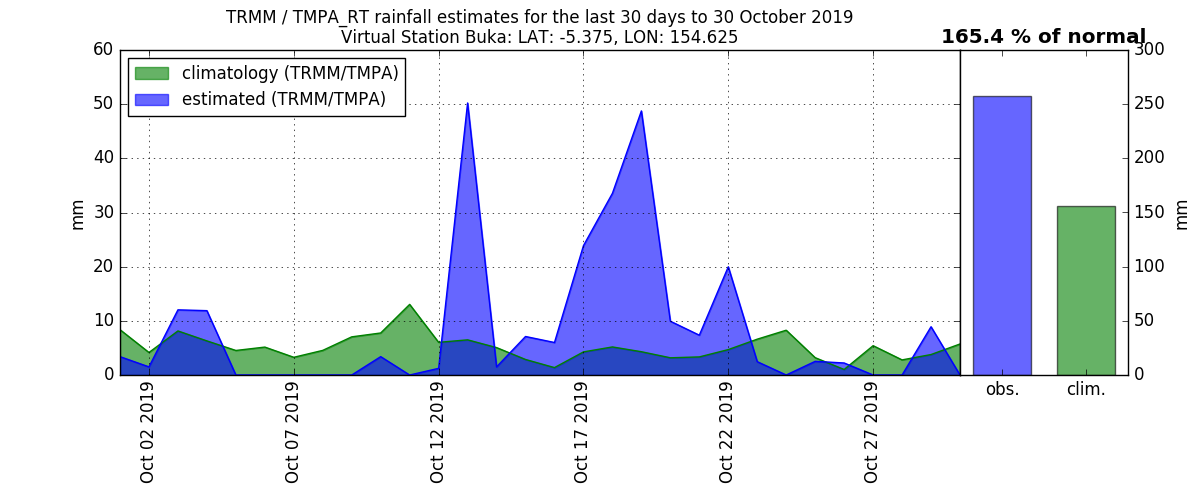 TRMM / TMPA_RT rainfall estimates for the last 30 days to 30 October 2019
Virtual Station Buka: LAT: -5.375, LON: 154.625
165.4 % of normal
climatology (TRMM/TMPA)
estimated (TRMM/TMPA)
60
50
40
30
20
10
0
mm
Oct 02 2019
Oct 07 2019
Oct 12 2019
Oct 17 2019
Oct 22 2019
Oct 27 2019
300
250
200
150
100
50
0
mm
obs.
clim.